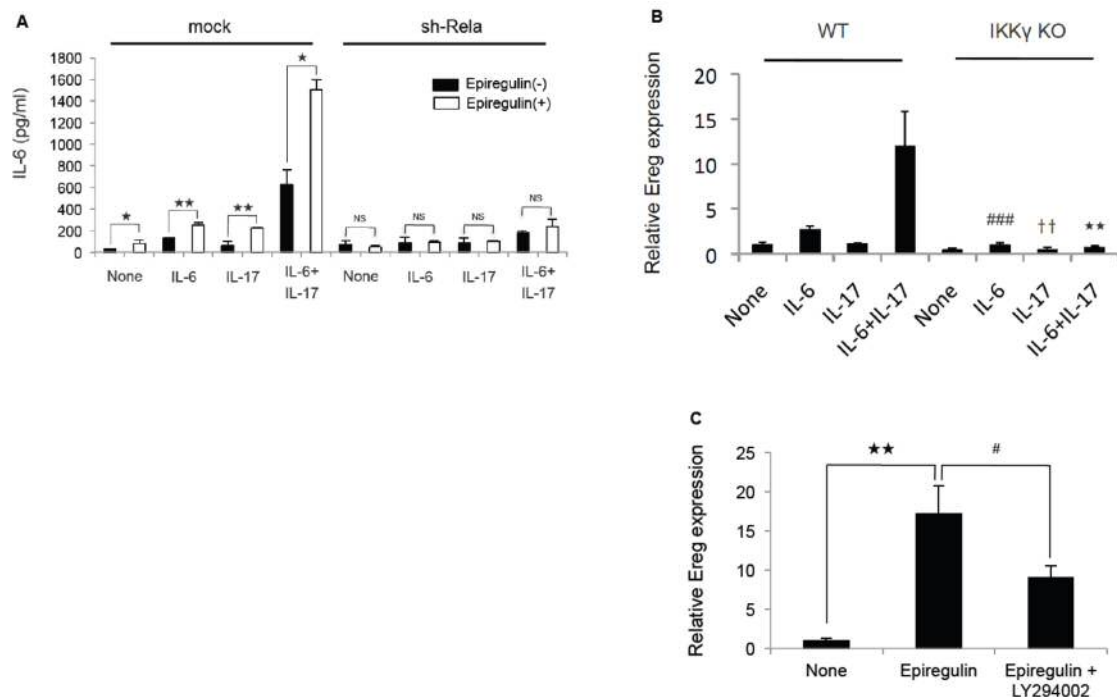 A
mock
sh-Rela
1800
1600
1400
1200
1000
800
600
400
200
0
IL-6 (pg/ml)
Epiregulin(-)
Epiregulin(+)
★
★★
★★
★
NS
NS
NS
NS
None
IL-6
IL-17
IL-6+
IL-17
None
IL-6
IL-17
IL-6+
IL-17
B
WT
IKKγ KO
20
15
10
5
0
Relative Ereg expression
###
††
★★
None
IL-6
IL-17
IL-6+IL-17
None
IL-6
IL-17
IL-6+IL-17
C
25
20
15
10
5
0
Relative Ereg expression
★★
#
None
Epiregulin
Epiregulin +
LY294002